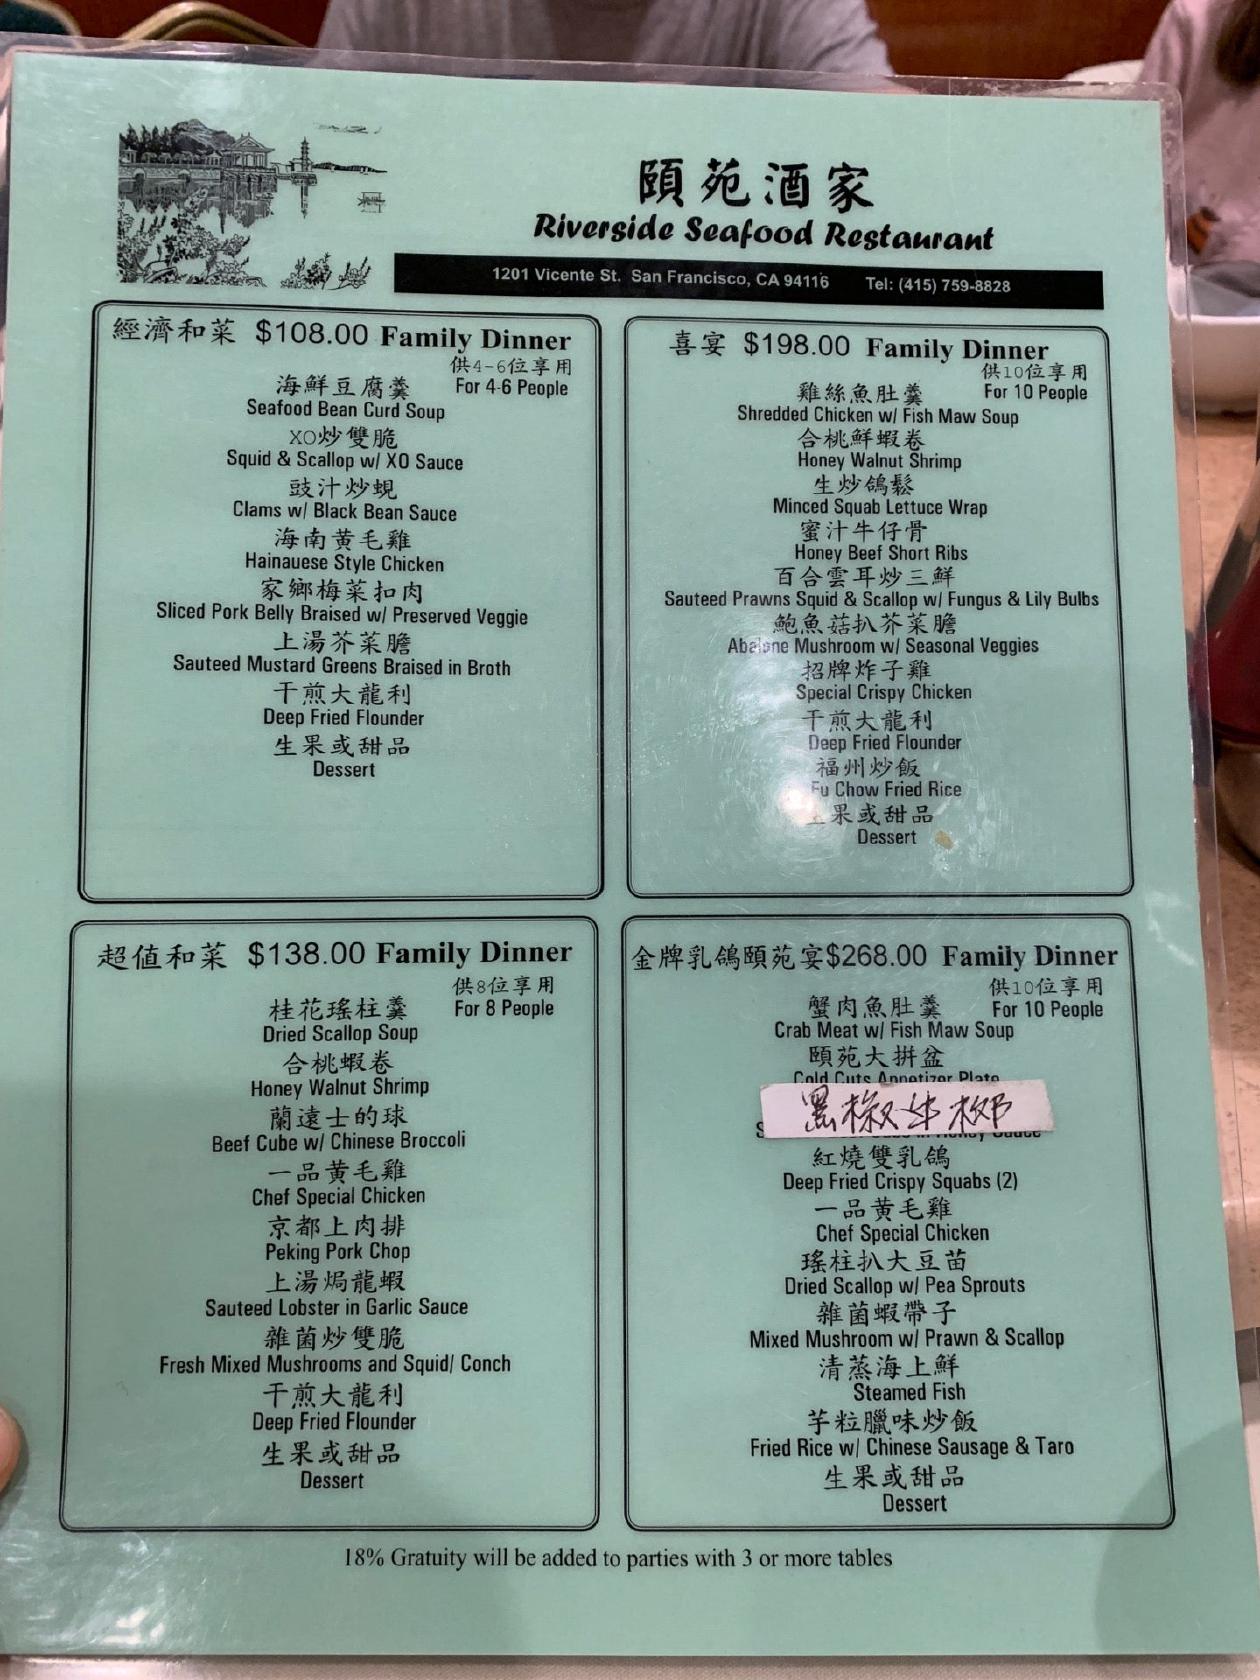 頤苑酒家
Riverside Seafood Restaurant
1201 Vicente St. San Francisco, CA 94116 Tel: (415) 759-8828
經濟和菜 $108.00 Family Dinner
供4-6位享用
海鮮豆腐羹 For 4-6 People
Seafood Bean Curd Soup
XO炒雙脆
Squid & Scallop w/ XO Sauce
豉汁炒蜆
Clams w/ Black Bean Sauce
海南黃毛雞
Hainauese Style Chicken
家鄉梅菜扣肉
Sliced Pork Belly Braised w/ Preserved Veggie
上湯芥菜膽
Sauteed Mustard Greens Braised in Broth
干煎大龍利
Deep Fried Flounder
生果或甜品
Dessert
喜宴 $198.00 Family Dinner
供10位享用
雞絲魚肚羹 For 10 People
Shredded Chicken w/ Fish Maw Soup
合桃鮮蝦卷
Honey Walnut Shrimp
生炒鴿鬆
Minced Squab Lettuce Wrap
蜜汁牛仔骨
Honey Beef Short Ribs
百合雲耳炒三鮮
Sauteed Prawns Squid & Scallop w/ Fungus & Lily Bulbs
鮑魚菇扒芥菜膽
Abalone Mushroom w/ Seasonal Veggies
招牌炸子雞
Special Crispy Chicken
干煎大龍利
Deep Fried Flounder
福州炒飯
Fu Chow Fried Rice
生果或甜品
Dessert
超值和菜 $138.00 Family Dinner
供8位享用
桂花瑤柱羹 For 8 People
Dried Scallop Soup
合桃蝦卷
Honey Walnut Shrimp
蘭遠士的球
Beef Cube w/ Chinese Broccoli
一品黃毛雞
Chef Special Chicken
京都上肉排
Peking Pork Chop
上湯焗龍蝦
Sauteed Lobster in Garlic Sauce
雜菌炒雙脆
Fresh Mixed Mushrooms and Squid/ Conch
干煎大龍利
Deep Fried Flounder
生果或甜品
Dessert
金牌乳鴿頤苑宴$268.00 Family Dinner
供10位享用
蟹肉魚肚羹 For 10 People
Crab Meat w/ Fish Maw Soup
頤苑大拼盆
Cold Cuts Appetizer Plate
黑椒牛柳
Honey Sauce
紅燒雙乳鴿
Deep Fried Crispy Squabs (2)
一品黃毛雞
Chef Special Chicken
瑤柱扒大豆苗
Dried Scallop w/ Pea Sprouts
雜菌蝦帶子
Mixed Mushroom w/ Prawn & Scallop
清蒸海上鮮
Steamed Fish
芋粒臘味炒飯
Fried Rice w/ Chinese Sausage & Taro
生果或甜品
Dessert
18% Gratuity will be added to parties with 3 or more tables